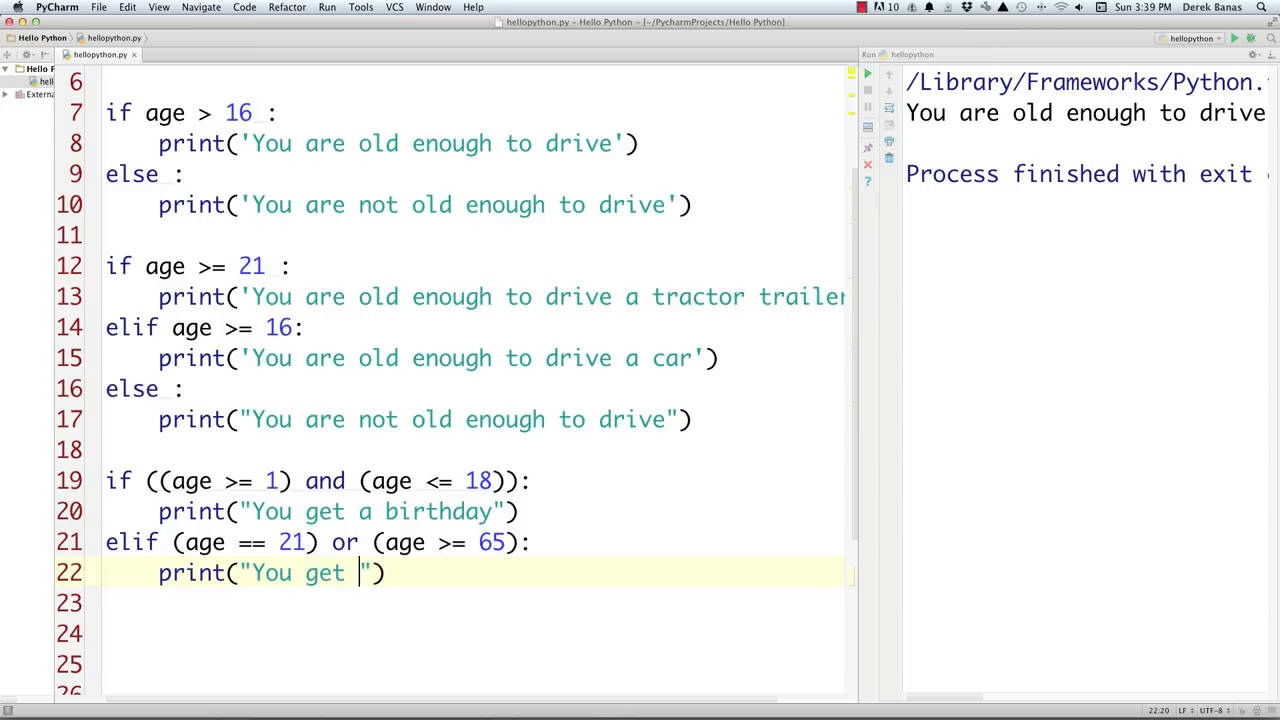 PyCharm File Edit View Navigate Code Refactor Run Tools VCS Window Help 10 Sun 3:39 PM Derek Banas
hellopython.py – Hello Python – [~/PycharmProjects/Hello Python]
Hello Python hellopython.py hellopython
hellopython.py × Run hellopython
Hello P
hello
Extern
6
7 if age > 16 :
8 print('You are old enough to drive')
9 else :
10 print('You are not old enough to drive')
11
12 if age >= 21 :
13 print('You are old enough to drive a tractor trailer
14 elif age >= 16:
15 print('You are old enough to drive a car')
16 else :
17 print("You are not old enough to drive")
18
19 if ((age >= 1) and (age <= 18)):
20 print("You get a birthday")
21 elif (age == 21) or (age >= 65):
22 print("You get ")
23
24
25
26
/Library/Frameworks/Python.
You are old enough to drive
Process finished with exit
22:20 LF UTF-8